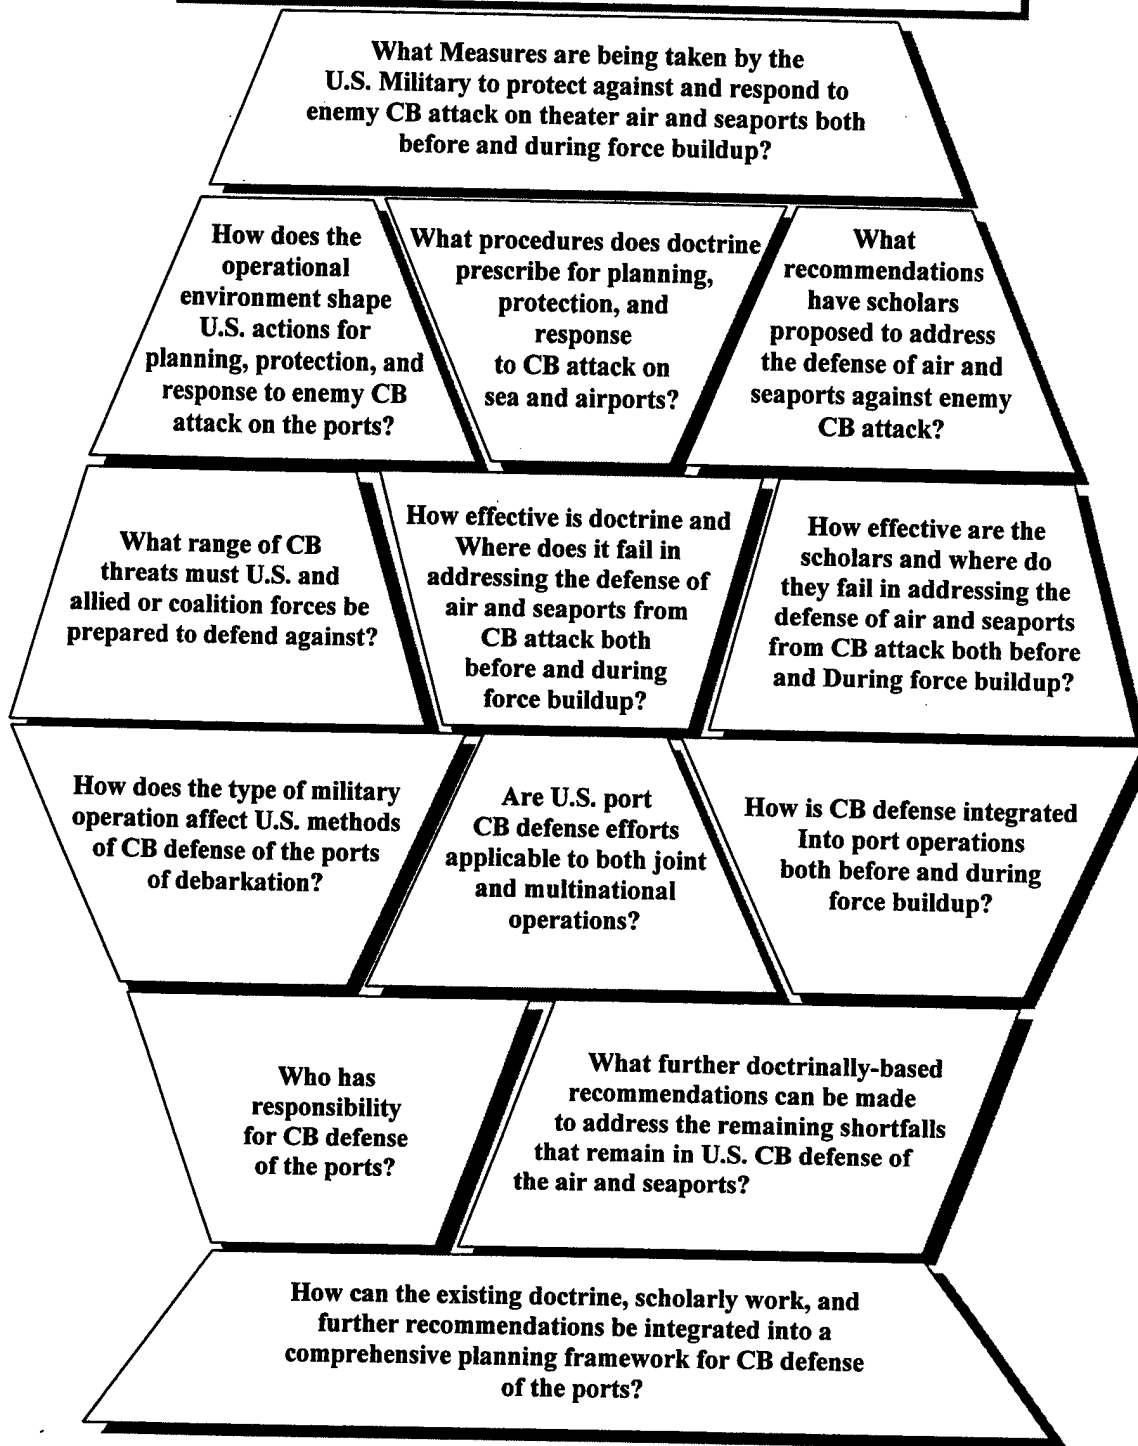 What Measures are being taken by the
U.S. Military to protect against and respond to
enemy CB attack on theater air and seaports both
before and during force buildup?
How does the
operational
environment shape
U.S. actions for
planning, protection, and
response to enemy CB
attack on the ports?
What procedures does doctrine
prescribe for planning,
protection, and
response
to CB attack on
sea and airports?
What
recommendations
have scholars
proposed to address
the defense of air and
seaports against enemy
CB attack?
What range of CB
threats must U.S. and
allied or coalition forces be
prepared to defend against?
How effective is doctrine and
Where does it fail in
addressing the defense of
air and seaports from
CB attack both
before and during
force buildup?
How effective are the
scholars and where do
they fail in addressing the
defense of air and seaports
from CB attack both before
and During force buildup?
How does the type of military
operation affect U.S. methods
of CB defense of the ports
of debarkation?
Are U.S. port
CB defense efforts
applicable to both joint
and multinational
operations?
How is CB defense integrated
Into port operations
both before and during
force buildup?
Who has
responsibility
for CB defense
of the ports?
What further doctrinally-based
recommendations can be made
to address the remaining shortfalls
that remain in U.S. CB defense of
the air and seaports?
How can the existing doctrine, scholarly work, and
further recommendations be integrated into a
comprehensive planning framework for CB defense
of the ports?